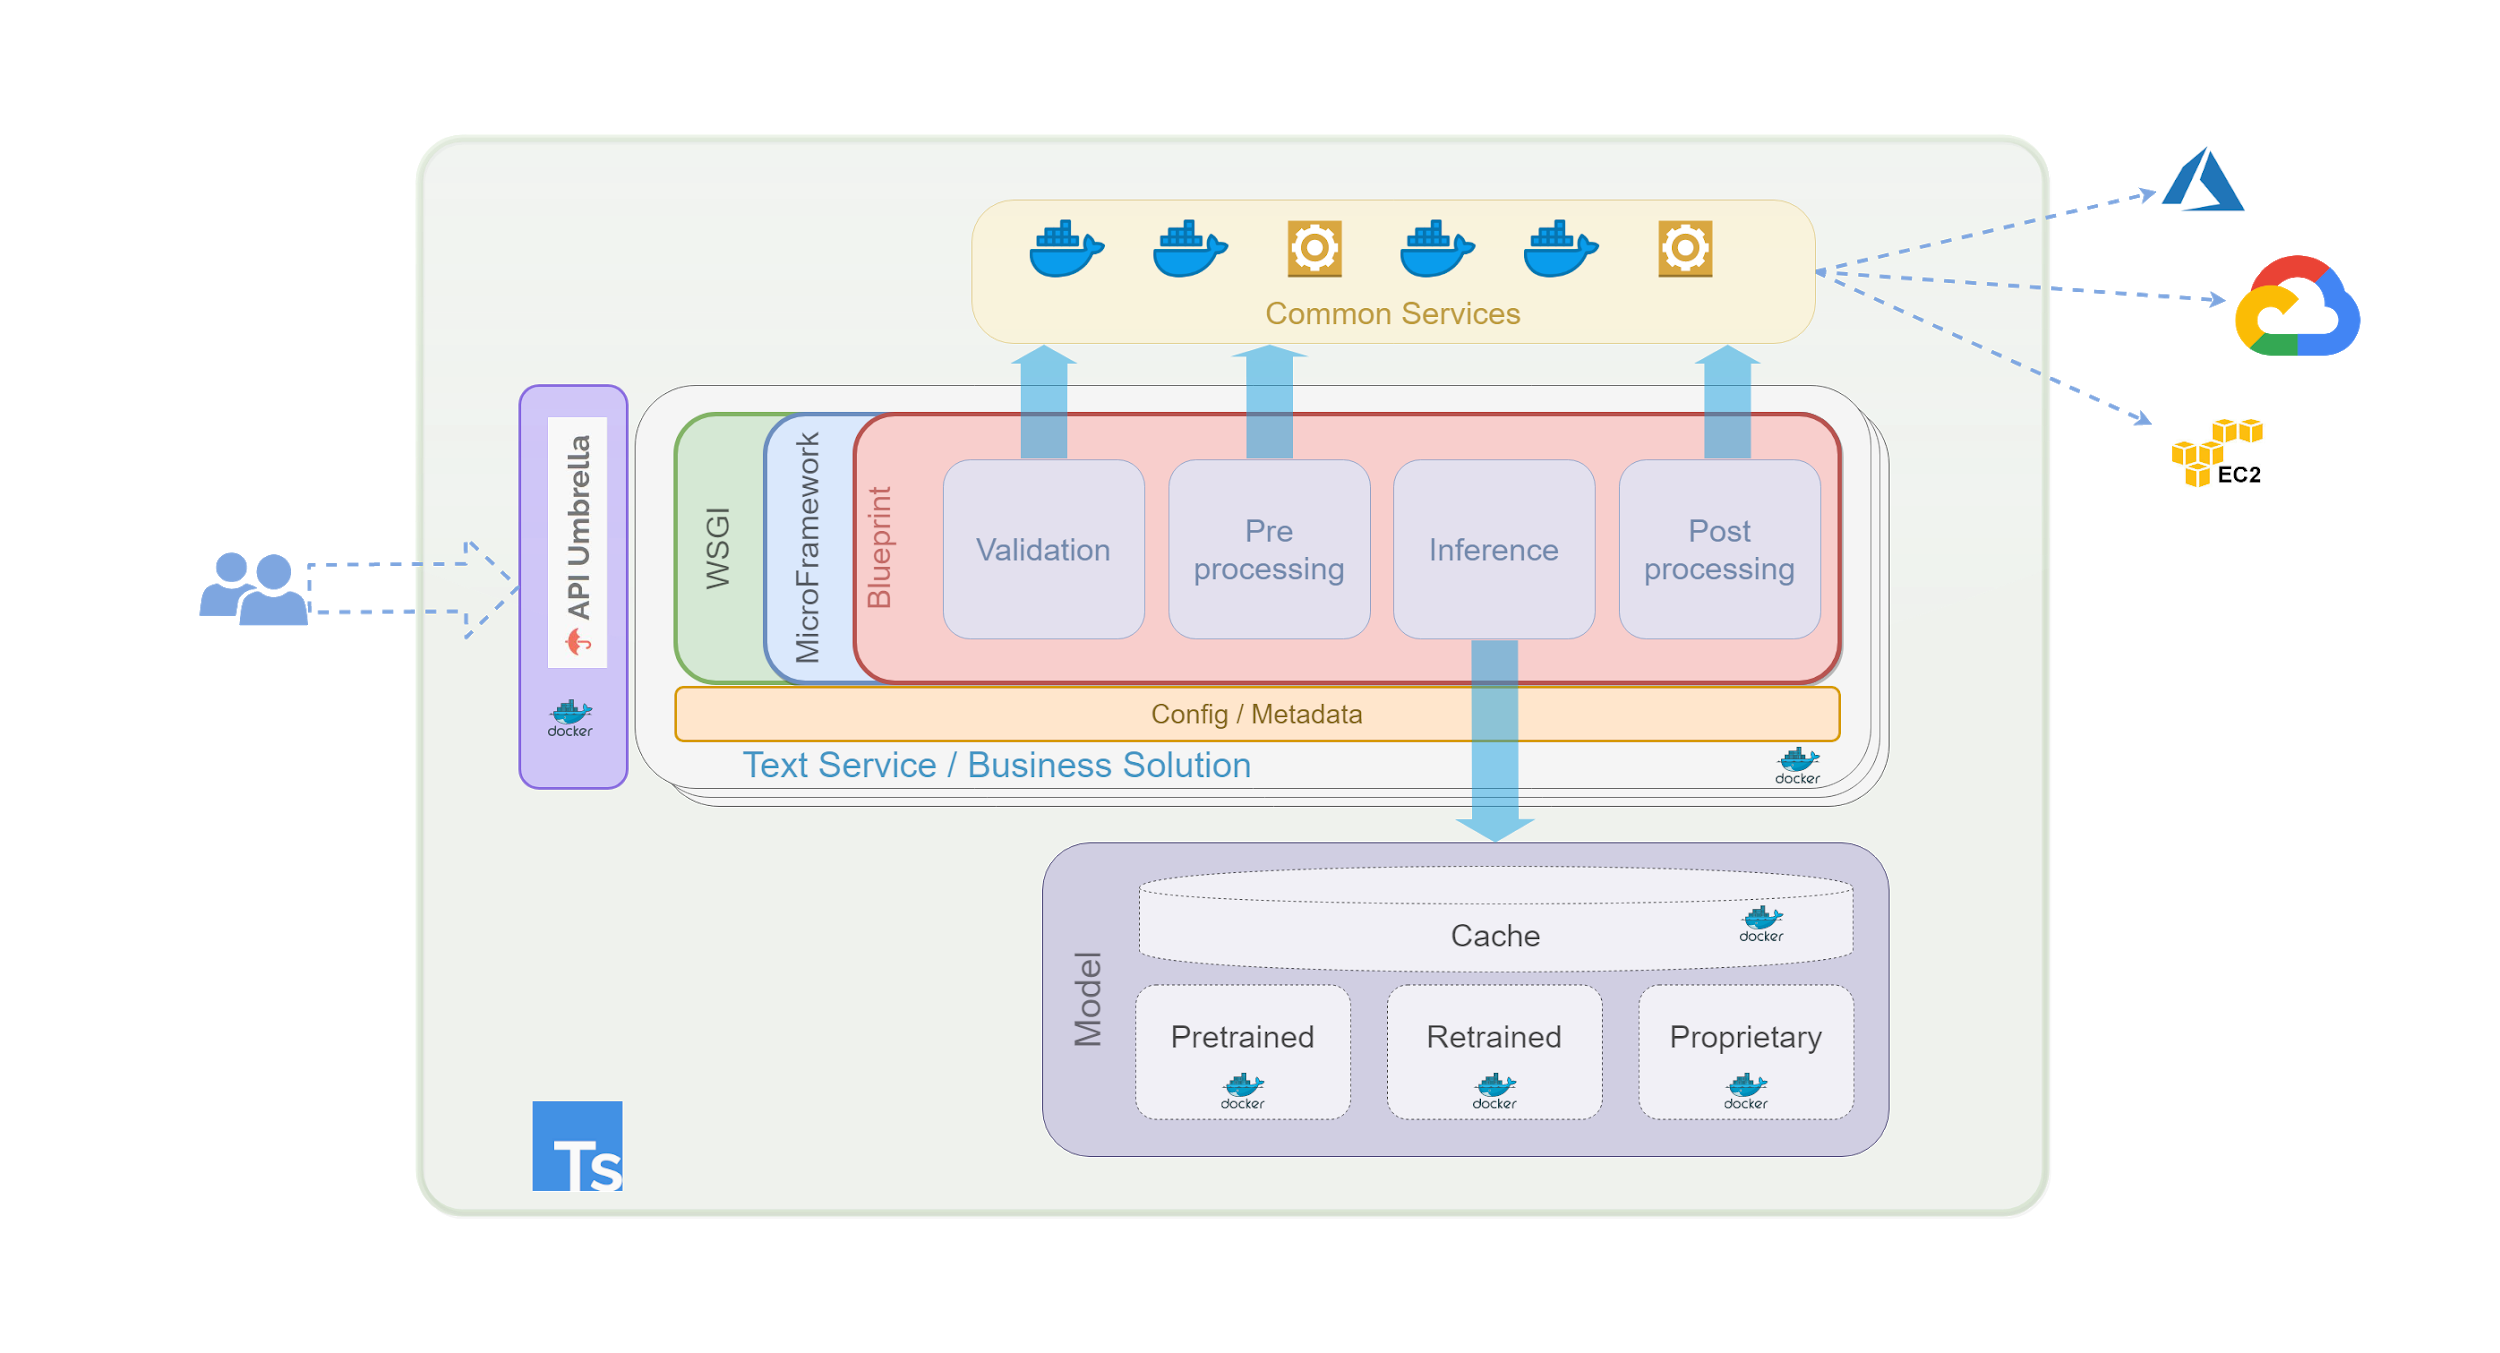 Common Services
EC2
API Umbrella
docker
WSGI
MicroFramework
Blueprint
Validation
Pre
processing
Inference
Post
processing
Config / Metadata
Text Service / Business Solution
docker
Model
Cache
docker
Pretrained
docker
Retrained
docker
Proprietary
docker
Ts